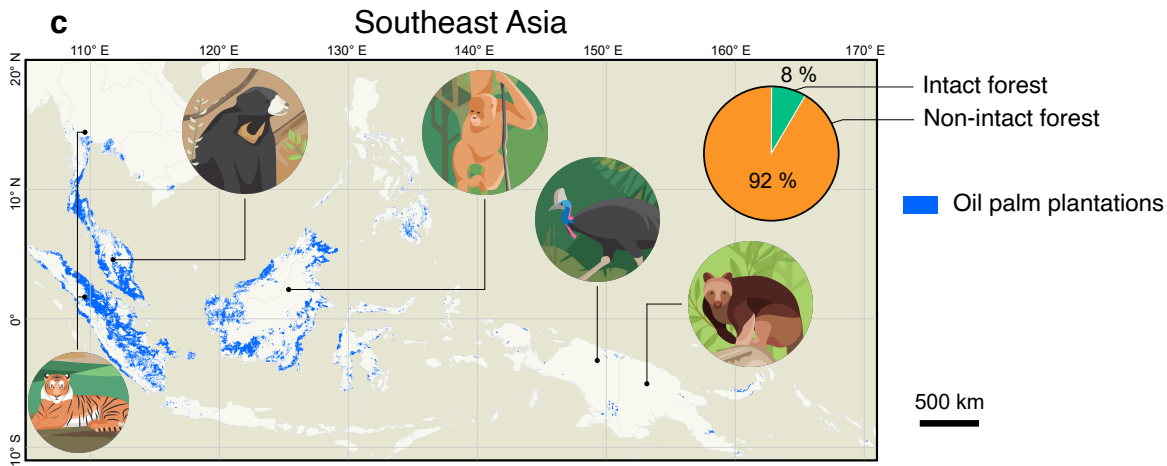 c
Southeast Asia
110° E
120° E
130° E
140° E
150° E
160° E
170° E
20° N
10° N
0°
10° S
8 %
92 %
Intact forest
Non-intact forest
Oil palm plantations
500 km